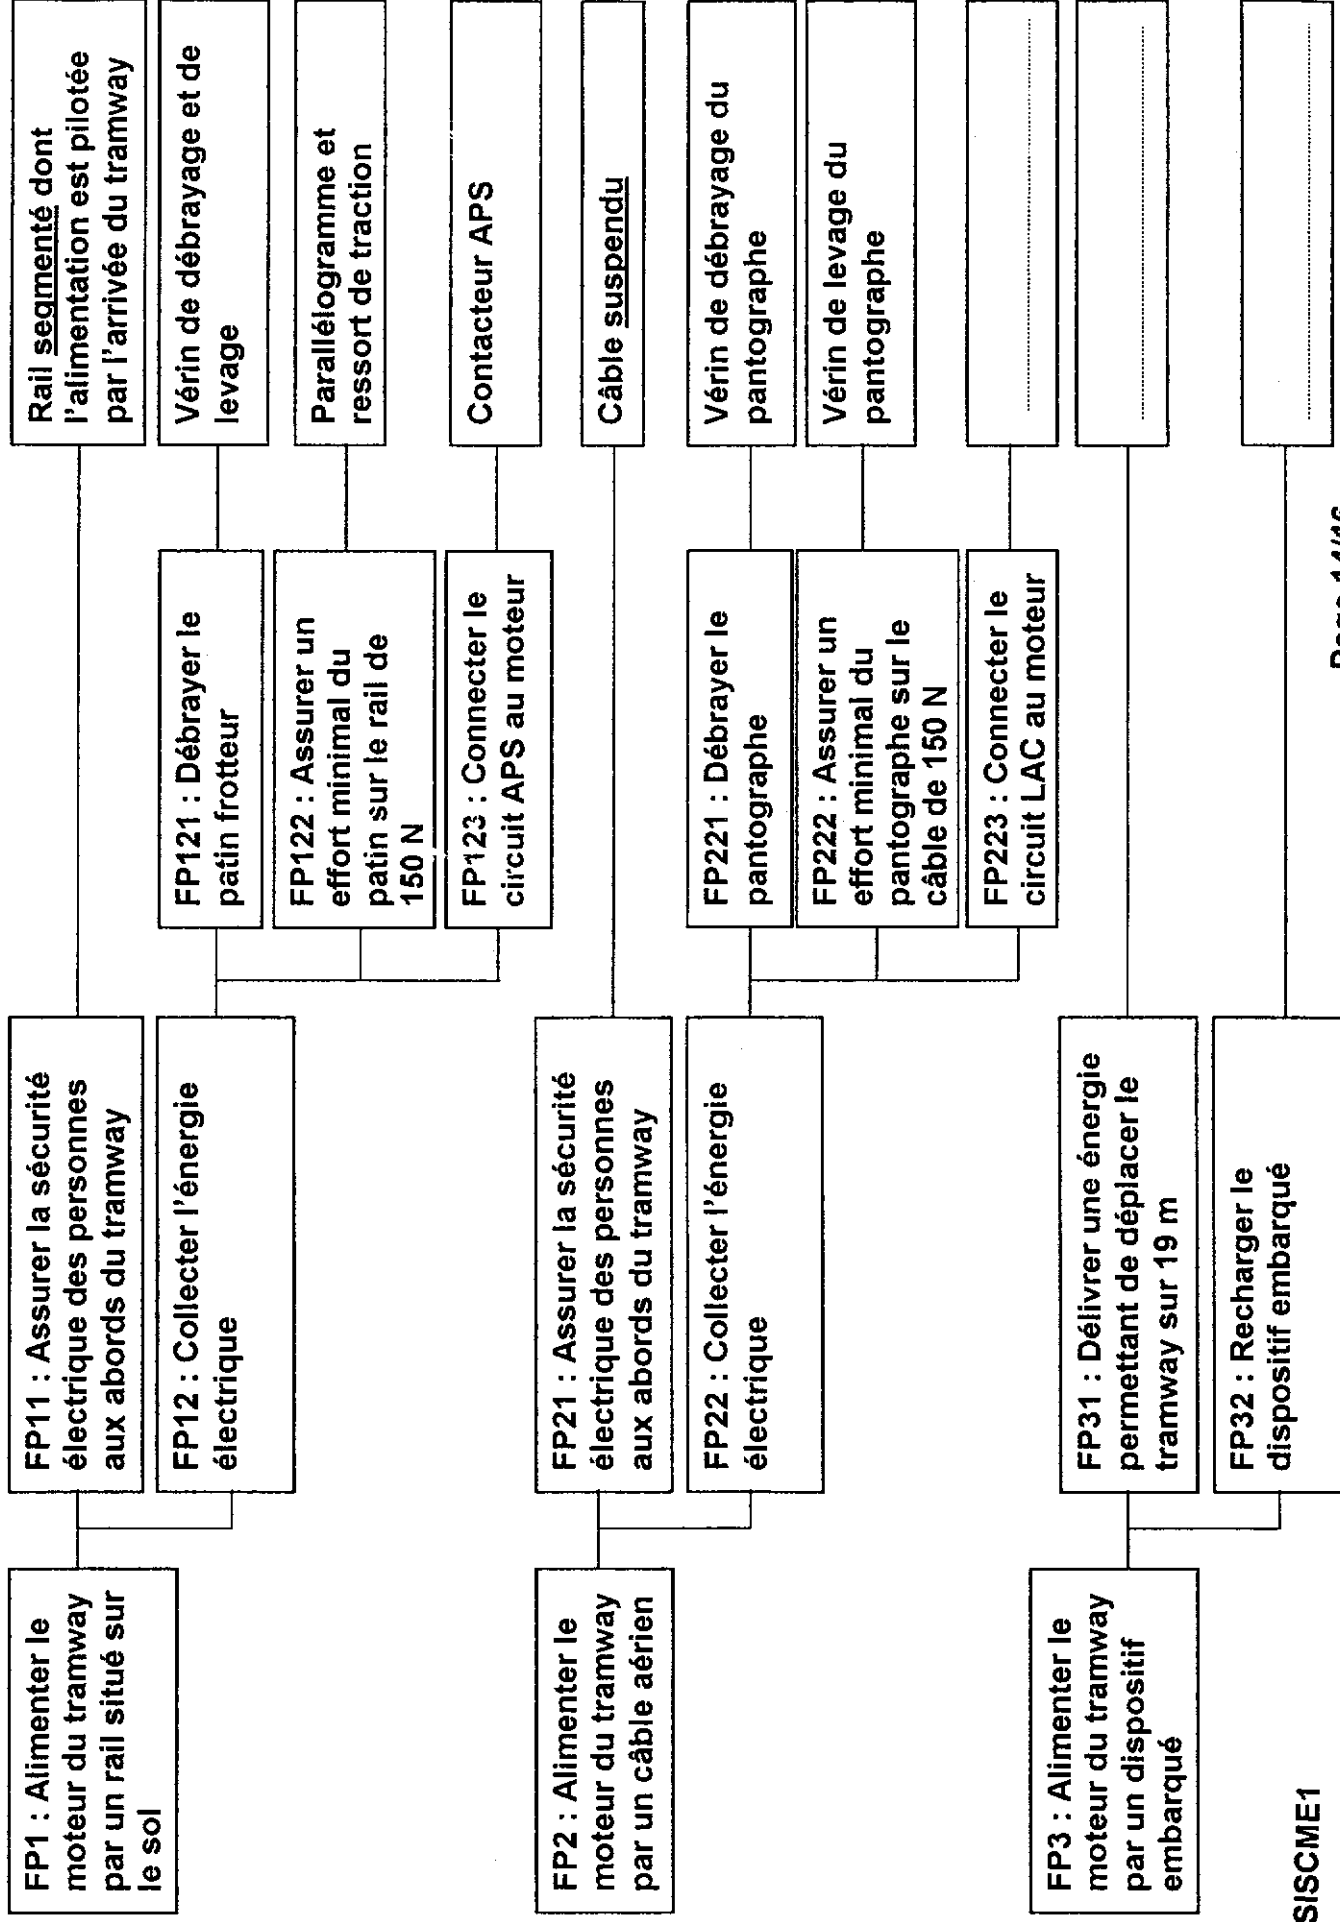 FP1 : Alimenter le
moteur du tramway
par un rail situé sur
le sol
FP11 : Assurer la sécurité
électrique des personnes
aux abords du tramway
Rail segmenté dont
l'alimentation est pilotée
par l'arrivée du tramway
FP12 : Collecter l'énergie
électrique
FP121 : Débrayer le
patin frotteur
Vérin de débrayage et de
levage
FP122 : Assurer un
effort minimal du
patin sur le rail de
150 N
Parallélogramme et
ressort de traction
FP123 : Connecter le
circuit APS au moteur
Contacteur APS
FP2 : Alimenter le
moteur du tramway
par un câble aérien
FP21 : Assurer la sécurité
électrique des personnes
aux abords du tramway
Câble suspendu
FP22 : Collecter l'énergie
électrique
FP221 : Débrayer le
pantographe
Vérin de débrayage du
pantographe
FP222 : Assurer un
effort minimal du
pantographe sur le
câble de 150 N
Vérin de levage du
pantographe
FP223 : Connecter le
circuit LAC au moteur
FP3 : Alimenter le
moteur du tramway
par un dispositif
embarqué
FP31 : Délivrer une énergie
permettant de déplacer le
tramway sur 19 m
FP32 : Recharger le
dispositif embarqué
SISCME1
Page 14/16